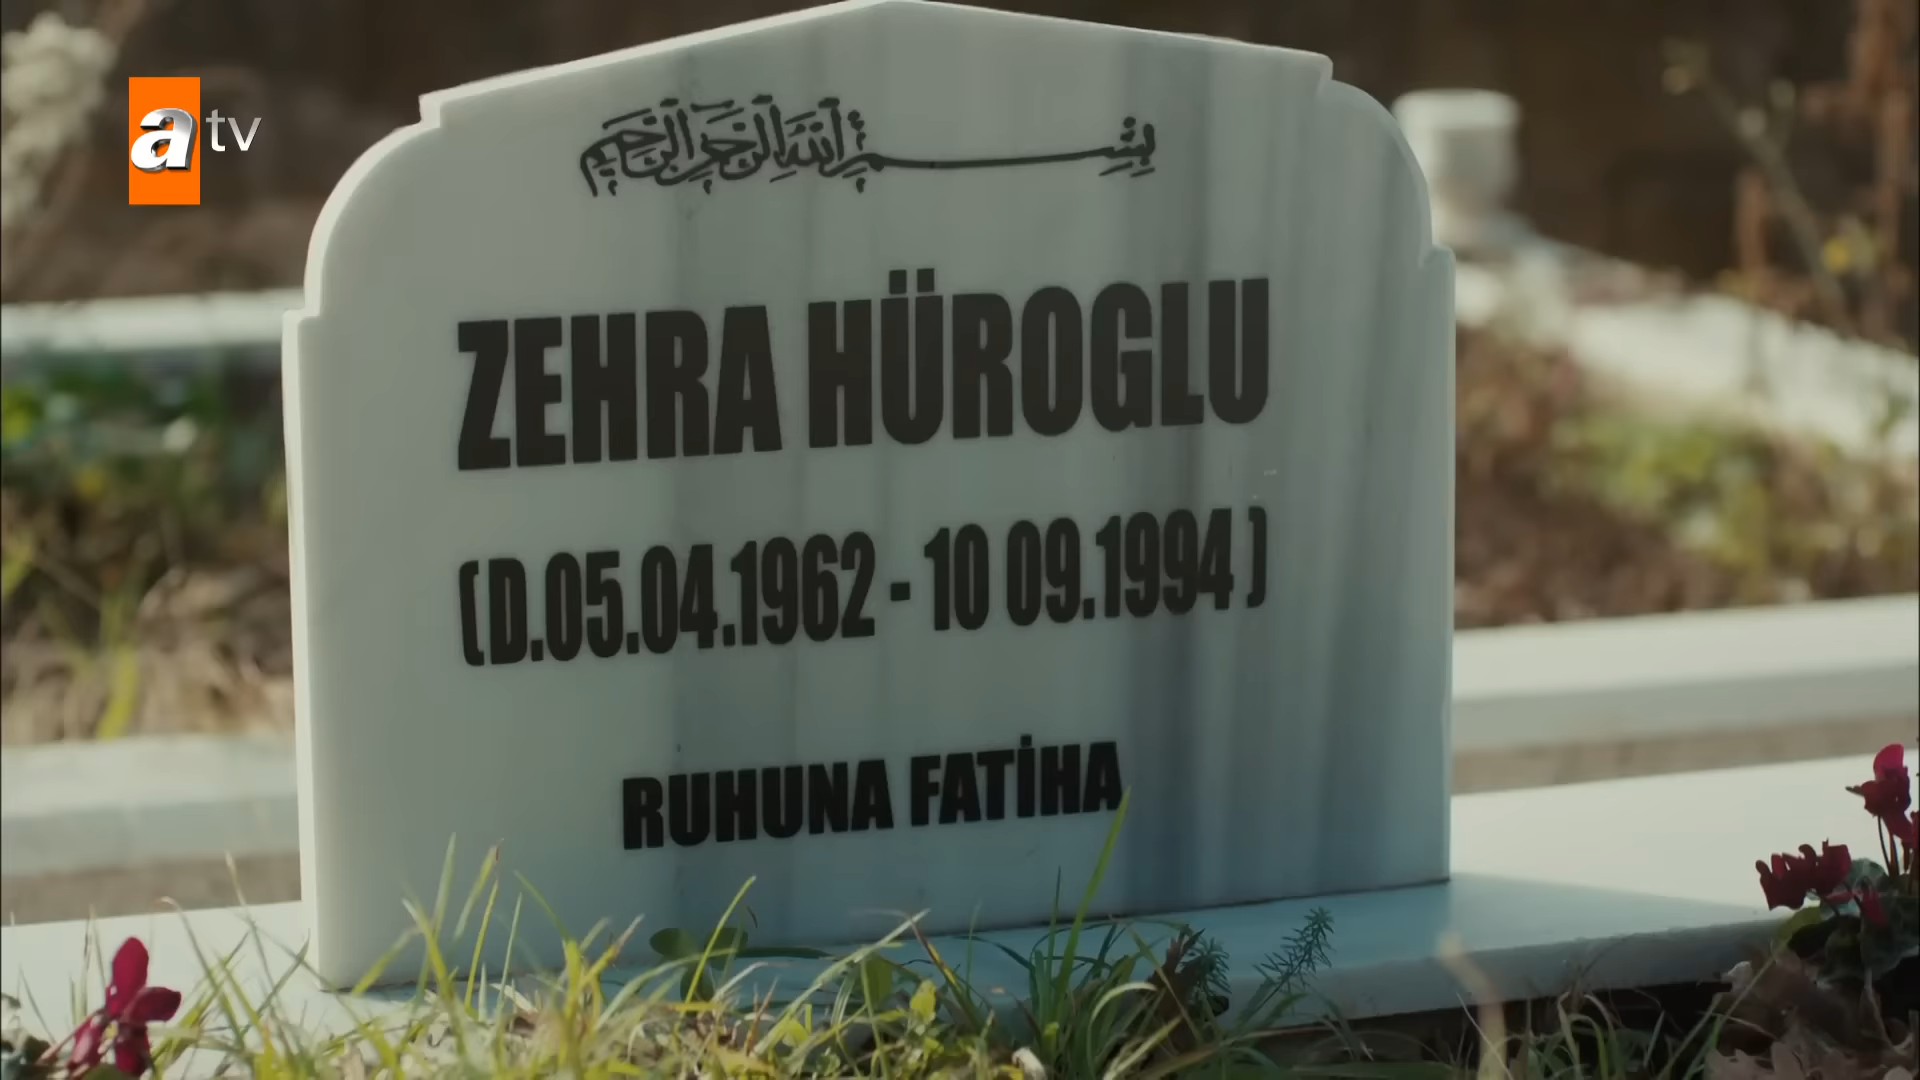 atv
بسم الله الرحمن الرحيم
ZEHRA HÜROGLU
(D.05.04.1962 - 10 09.1994)
RUHUNA FATİHA